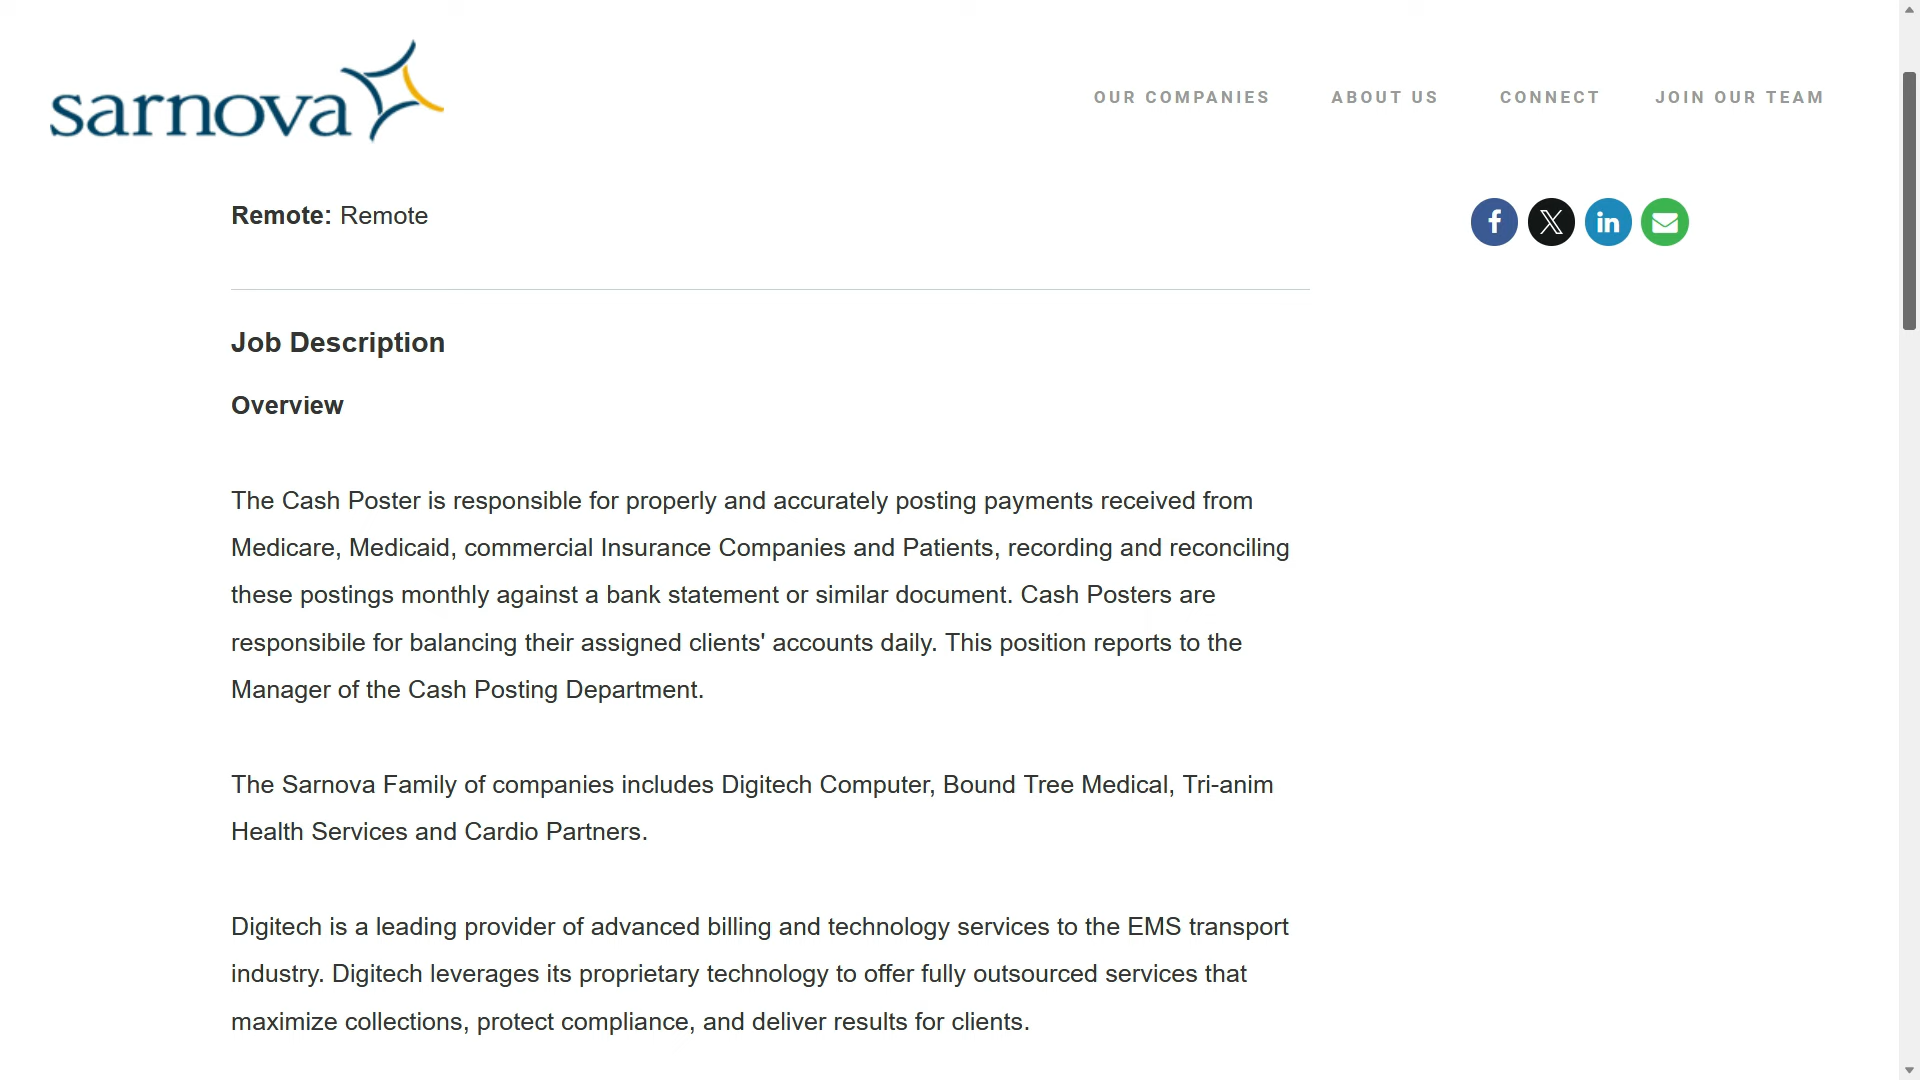 sarnova
OUR COMPANIES
ABOUT US
CONNECT
JOIN OUR TEAM
Remote: Remote
Job Description
Overview
The Cash Poster is responsible for properly and accurately posting payments received from
Medicare, Medicaid, commercial Insurance Companies and Patients, recording and reconciling
these postings monthly against a bank statement or similar document. Cash Posters are
responsibile for balancing their assigned clients' accounts daily. This position reports to the
Manager of the Cash Posting Department.
The Sarnova Family of companies includes Digitech Computer, Bound Tree Medical, Tri-anim
Health Services and Cardio Partners.
Digitech is a leading provider of advanced billing and technology services to the EMS transport
industry. Digitech leverages its proprietary technology to offer fully outsourced services that
maximize collections, protect compliance, and deliver results for clients.